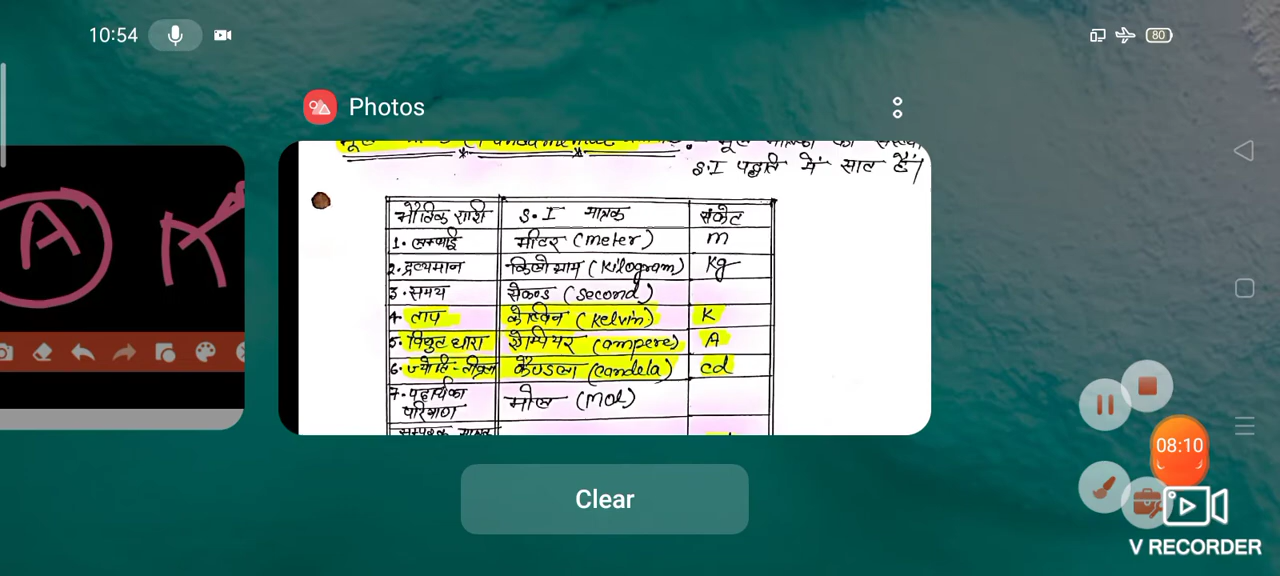 10:54
80
Photos
S.I पद्धति में सात हैं।
भौतिक राशी S.I मात्रक संकेत
1. लम्बाई मीटर (meter) m
2. द्रव्यमान किलोग्राम (Kilogram) Kg
3. समय सेकण्ड (second)
4. ताप केल्विन (Kelvin) K
5. विधुत धारा ऐम्पियर (ampere) A
6. ज्योति-तीव्रता कैण्डला (Candela) cd
7. पदार्थ का मोल (Mol)
परिमाण
A K
08:10
Clear
V RECORDER